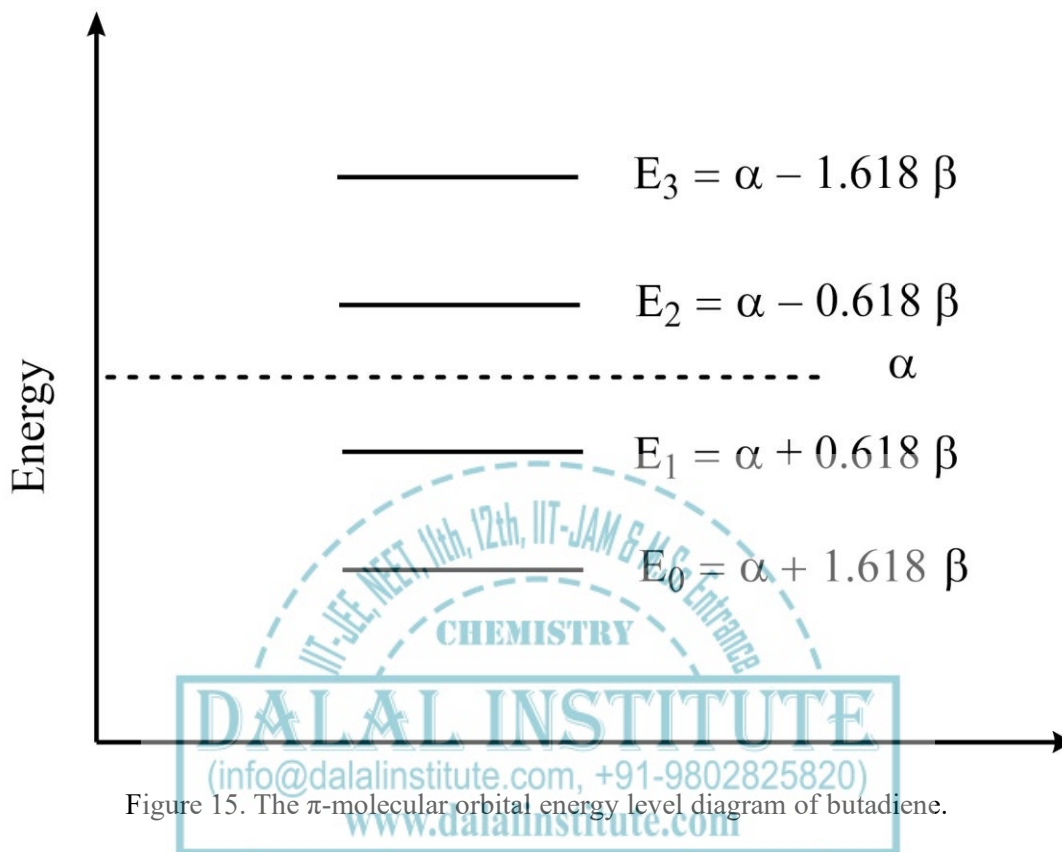 E₃ = α – 1.618 β
E₂ = α – 0.618 β
α
Energy
E₁ = α + 0.618 β
E₀ = α + 1.618 β
IIT-JEE, NEET, 11th, 12th, IIT-JAM & M.Sc Entrance
CHEMISTRY
DALAL INSTITUTE
(info@dalalinstitute.com, +91-9802825820)
Figure 15. The π-molecular orbital energy level diagram of butadiene.
www.dalalinstitute.com